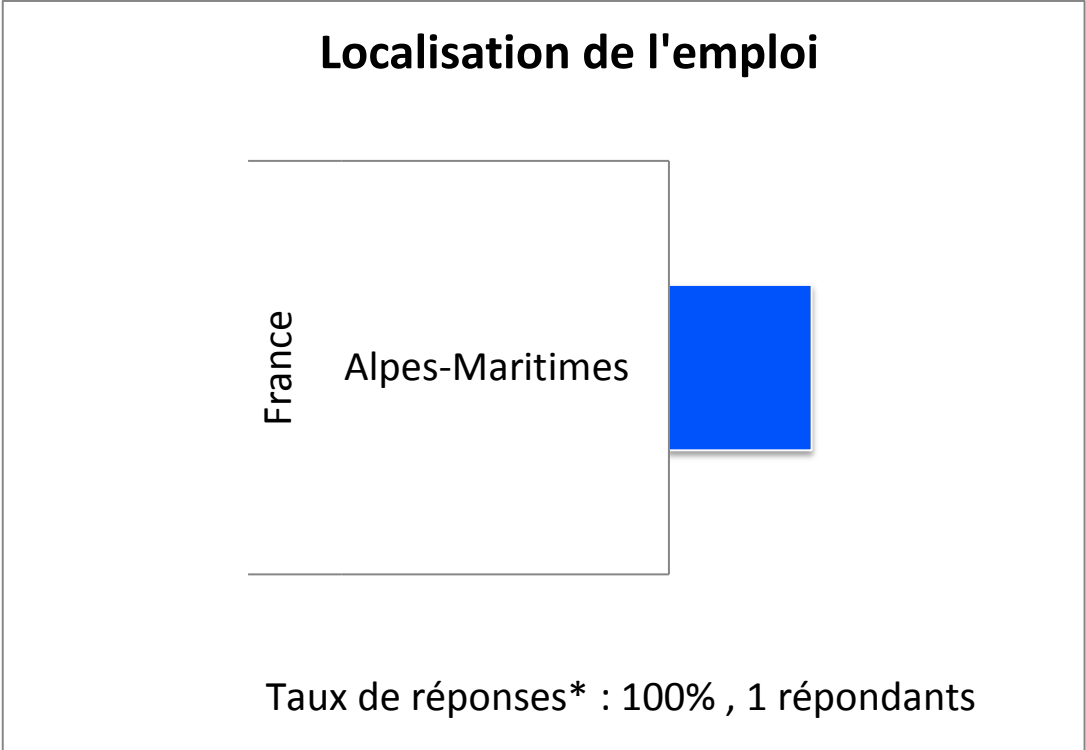 Localisation de l'emploi
France
Alpes-Maritimes
Taux de réponses* : 100% , 1 répondants